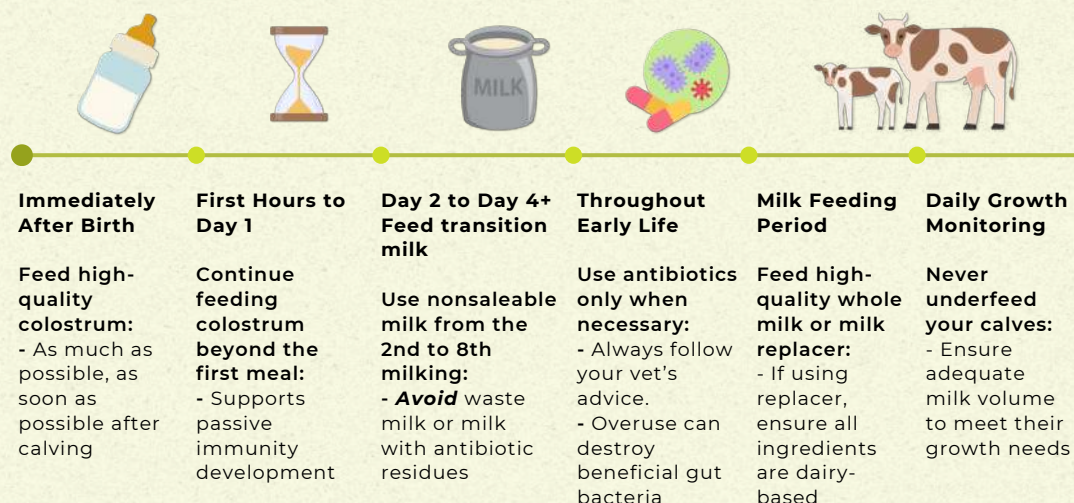 MILK
Immediately
After Birth
Feed high-
quality
colostrum:
- As much as
possible, as
soon as
possible after
calving
First Hours to
Day 1
Continue
feeding
colostrum
beyond the
first meal:
- Supports
passive
immunity
development
Day 2 to Day 4+
Feed transition
milk
Use nonsaleable
milk from the
2nd to 8th
milking:
- Avoid waste
milk or milk
with antibiotic
residues
Throughout
Early Life
Use antibiotics
only when
necessary:
- Always follow
your vet's
advice.
- Overuse can
destroy
beneficial gut
bacteria
Milk Feeding
Period
Feed high-
quality whole
milk or milk
replacer:
- If using
replacer,
ensure all
ingredients
are dairy-
based
Daily Growth
Monitoring
Never
underfeed
your calves:
- Ensure
adequate
milk volume
to meet their
growth needs